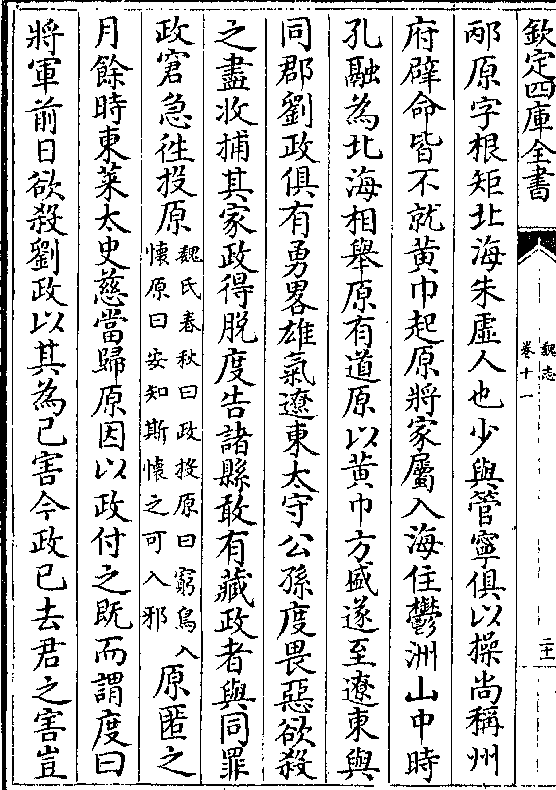 欽定四庫全書
魏志
卷十一
二十
邴原字根矩北海朱虛人也少與管寧俱以操尚稱州
府辟命皆不就黃巾起原將家屬入海住鬱洲山中時
孔融為北海相舉原有道原以黃巾方盛遂至遼東與
同郡劉政俱有勇畧雄氣遼東太守公孫度畏惡欲殺
之盡收捕其家政得脫度告諸縣敢有藏政者與同罪
政窘急往投原魏氏春秋曰政投原曰窮鳥入
懷原曰安知斯懷之可入邪原匿之
月餘時東萊太史慈當歸原因以政付之既而謂度曰
將軍前日欲殺劉政以其為己害今政已去君之害豈